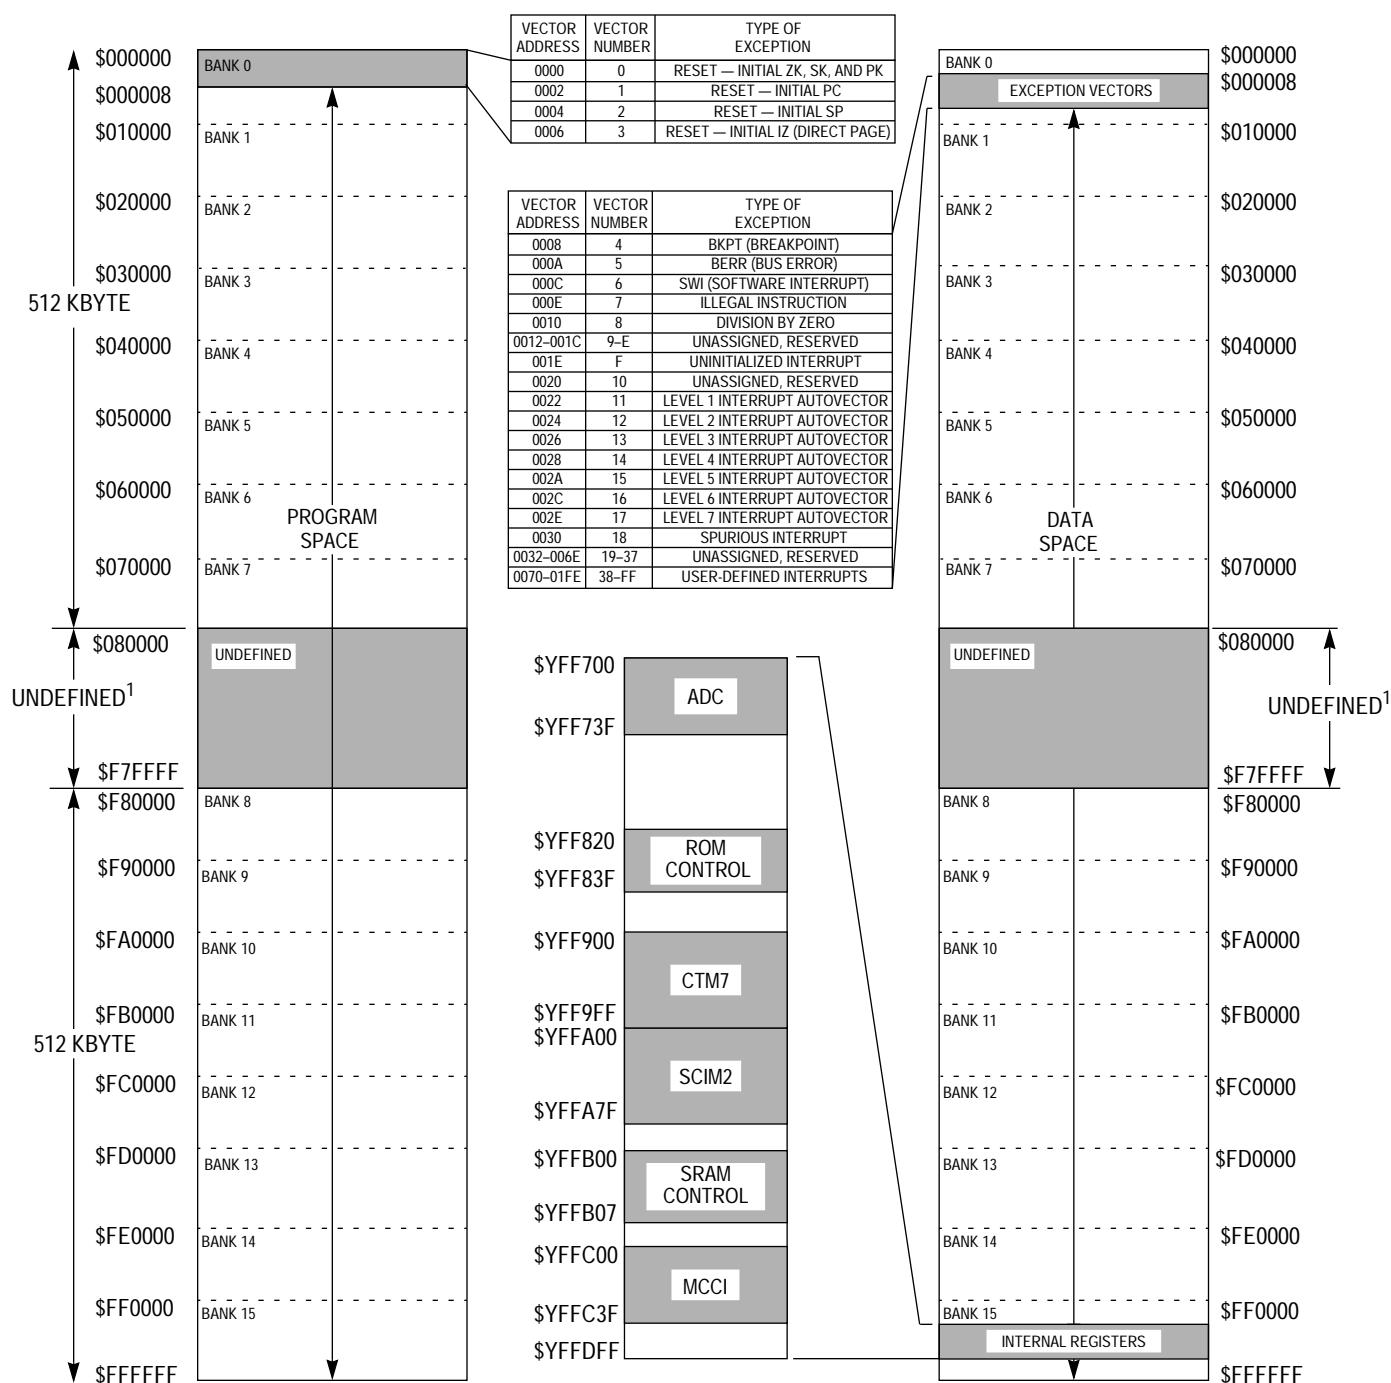 $000000
$000008
$010000
$020000
$030000
512 KBYTE
$040000
$050000
$060000
$070000
$080000
UNDEFINED1
$F7FFFF
$F80000
$F90000
$FA0000
$FB0000
512 KBYTE
$FC0000
$FD0000
$FE0000
$FF0000
$FFFFFF
BANK 0
BANK 1
BANK 2
BANK 3
BANK 4
BANK 5
BANK 6
PROGRAM
SPACE
BANK 7
UNDEFINED
BANK 8
BANK 9
BANK 10
BANK 11
BANK 12
BANK 13
BANK 14
BANK 15
VECTOR ADDRESS VECTOR NUMBER TYPE OF EXCEPTION
0000 0 RESET — INITIAL ZK, SK, AND PK
0002 1 RESET — INITIAL PC
0004 2 RESET — INITIAL SP
0006 3 RESET — INITIAL IZ (DIRECT PAGE)
VECTOR ADDRESS VECTOR NUMBER TYPE OF EXCEPTION
0008 4 BKPT (BREAKPOINT)
000A 5 BERR (BUS ERROR)
000C 6 SWI (SOFTWARE INTERRUPT)
000E 7 ILLEGAL INSTRUCTION
0010 8 DIVISION BY ZERO
0012–001C 9–E UNASSIGNED, RESERVED
001E F UNINITIALIZED INTERRUPT
0020 10 UNASSIGNED, RESERVED
0022 11 LEVEL 1 INTERRUPT AUTOVECTOR
0024 12 LEVEL 2 INTERRUPT AUTOVECTOR
0026 13 LEVEL 3 INTERRUPT AUTOVECTOR
0028 14 LEVEL 4 INTERRUPT AUTOVECTOR
002A 15 LEVEL 5 INTERRUPT AUTOVECTOR
002C 16 LEVEL 6 INTERRUPT AUTOVECTOR
002E 17 LEVEL 7 INTERRUPT AUTOVECTOR
0030 18 SPURIOUS INTERRUPT
0032–006E 19–37 UNASSIGNED, RESERVED
0070–01FE 38–FF USER-DEFINED INTERRUPTS
$YFF700
ADC
$YFF73F
$YFF820
ROM
CONTROL
$YFF83F
$YFF900
CTM7
$YFF9FF
$YFFA00
SCIM2
$YFFA7F
$YFFB00
SRAM
CONTROL
$YFFB07
$YFFC00
MCCI
$YFFC3F
$YFFDFF
BANK 0
EXCEPTION VECTORS
BANK 1
BANK 2
BANK 3
BANK 4
BANK 5
BANK 6
DATA
SPACE
BANK 7
UNDEFINED
BANK 8
BANK 9
BANK 10
BANK 11
BANK 12
BANK 13
BANK 14
BANK 15
INTERNAL REGISTERS
$000000
$000008
$010000
$020000
$030000
$040000
$050000
$060000
$070000
$080000
UNDEFINED1
$F7FFFF
$F80000
$F90000
$FA0000
$FB0000
$FC0000
$FD0000
$FE0000
$FF0000
$FFFFFF